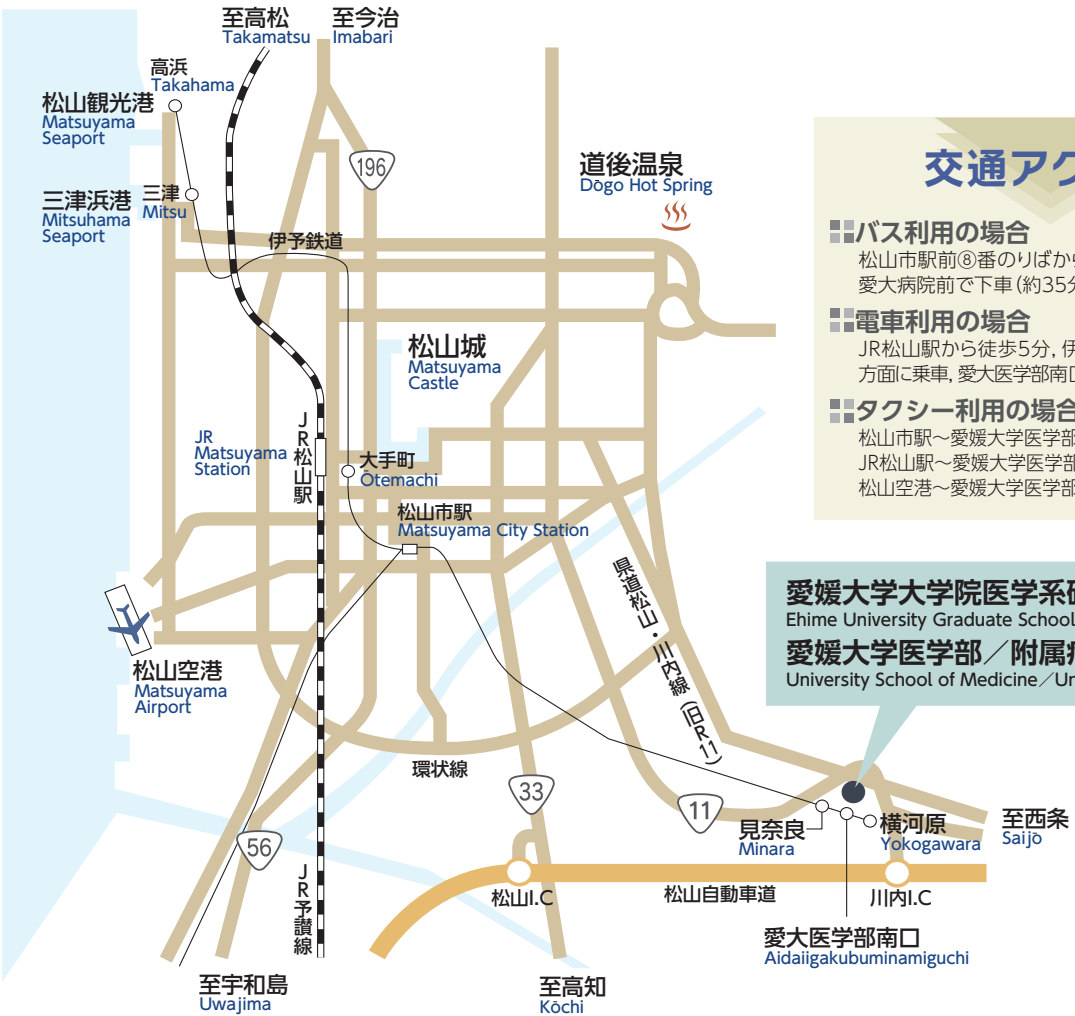 至高松
Takamatsu
至今治
Imabari
高浜
Takahama
松山観光港
Matsuyama
Seaport
196
道後温泉
Dōgo Hot Spring
三津浜港
Mitsuhama
Seaport
三津
Mitsu
伊予鉄道
松山城
Matsuyama
Castle
JR
Matsuyama
Station
JR松山駅
大手町
Ōtemachi
松山市駅
Matsuyama City Station
交通アク
バス利用の場合
松山市駅前⑧番のりばから
愛大病院前で下車(約35分
電車利用の場合
JR松山駅から徒歩5分, 伊
方面に乗車, 愛大医学部南口
タクシー利用の場合
松山市駅〜愛媛大学医学部
JR松山駅〜愛媛大学医学部
松山空港〜愛媛大学医学部
愛媛大学大学院医学系研
Ehime University Graduate School
愛媛大学医学部／附属病
University School of Medicine／Un
県道松山・川内線(旧R11)
松山空港
Matsuyama
Airport
環状線
33
11
56
見奈良
Minara
横河原
Yokogawara
至西条
Saijō
JR予讃線
松山I.C
松山自動車道
川内I.C
愛大医学部南口
Aidaiigakubuminamiguchi
至宇和島
Uwajima
至高知
Kōchi